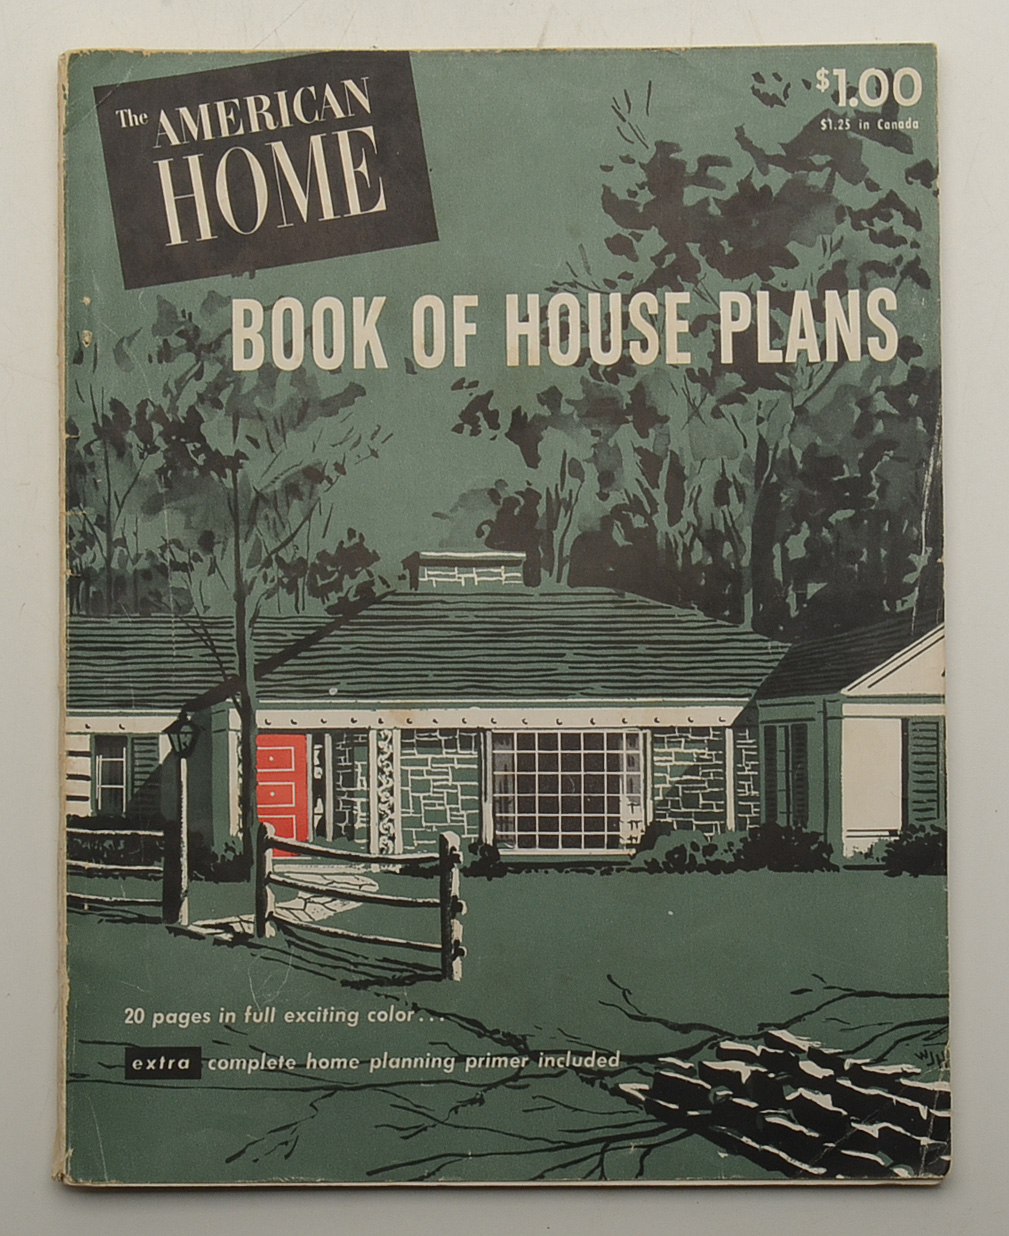 The AMERICAN
HOME
$1.00
$1.25 in Canada
BOOK OF HOUSE PLANS
20 pages in full exciting color...
extra complete home planning primer included